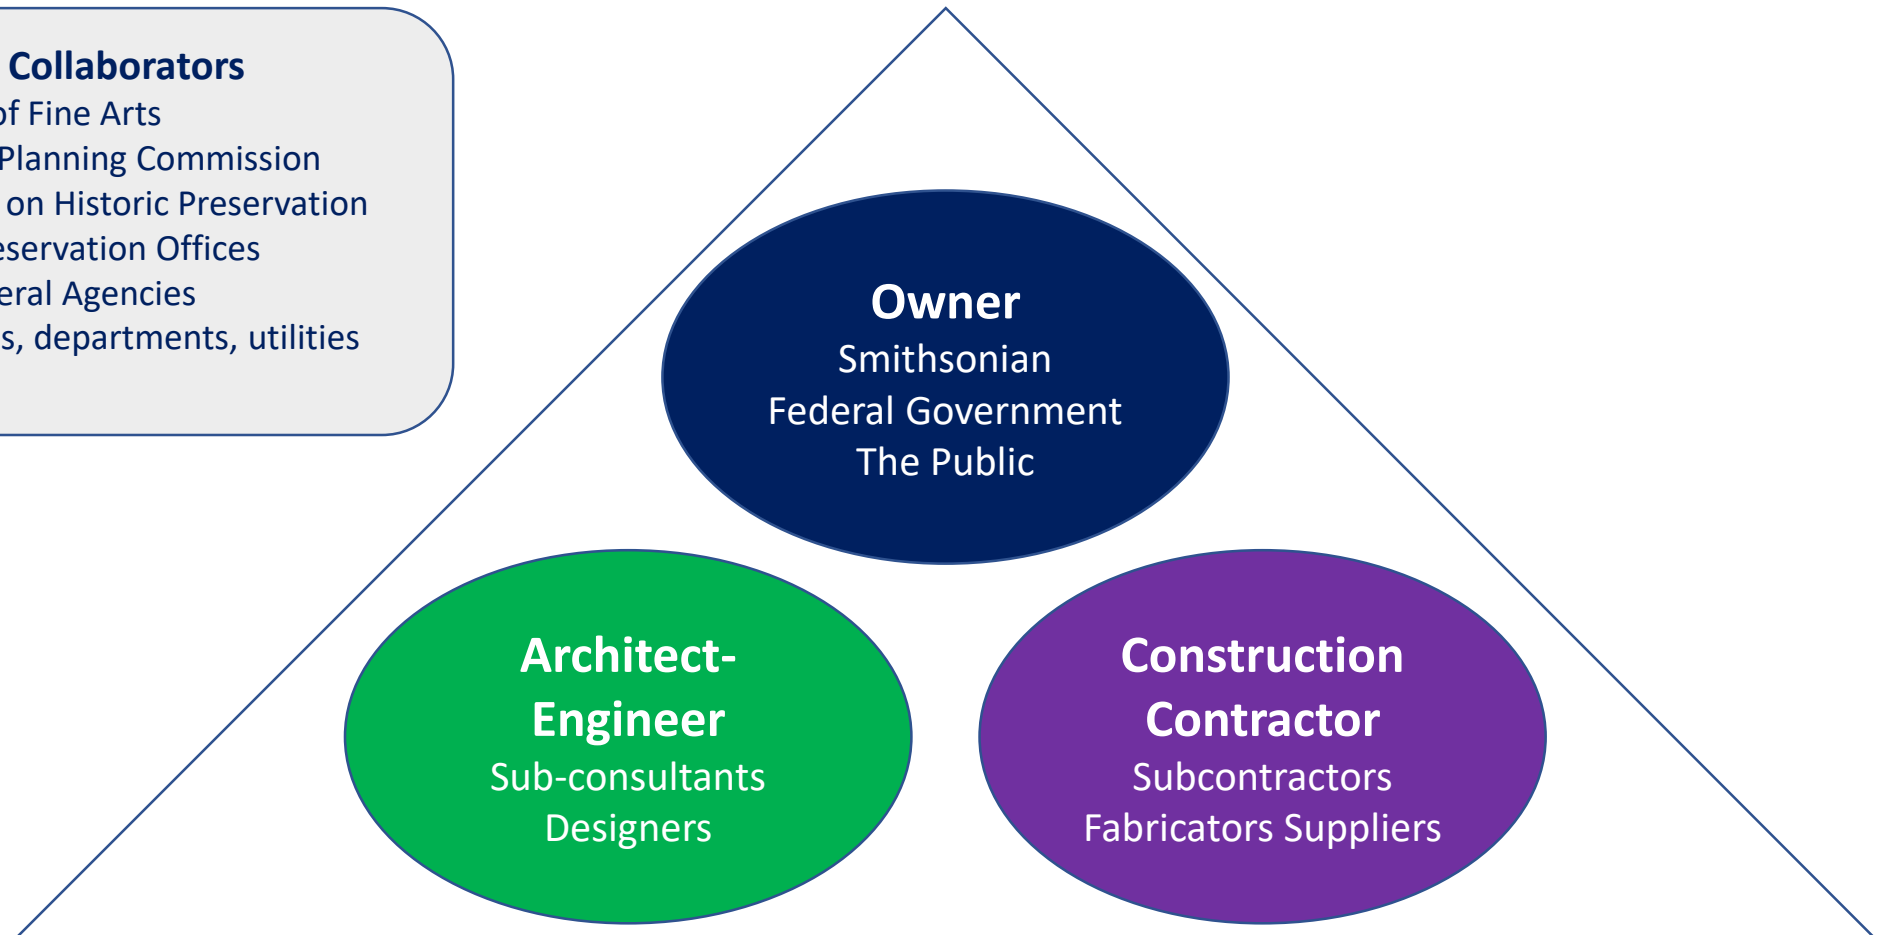 Collaborators
of Fine Arts
Planning Commission
on Historic Preservation
eservation Offices
eral Agencies
s, departments, utilities
Owner
Smithsonian
Federal Government
The Public
Architect-
Engineer
Sub-consultants
Designers
Construction
Contractor
Subcontractors
Fabricators Suppliers